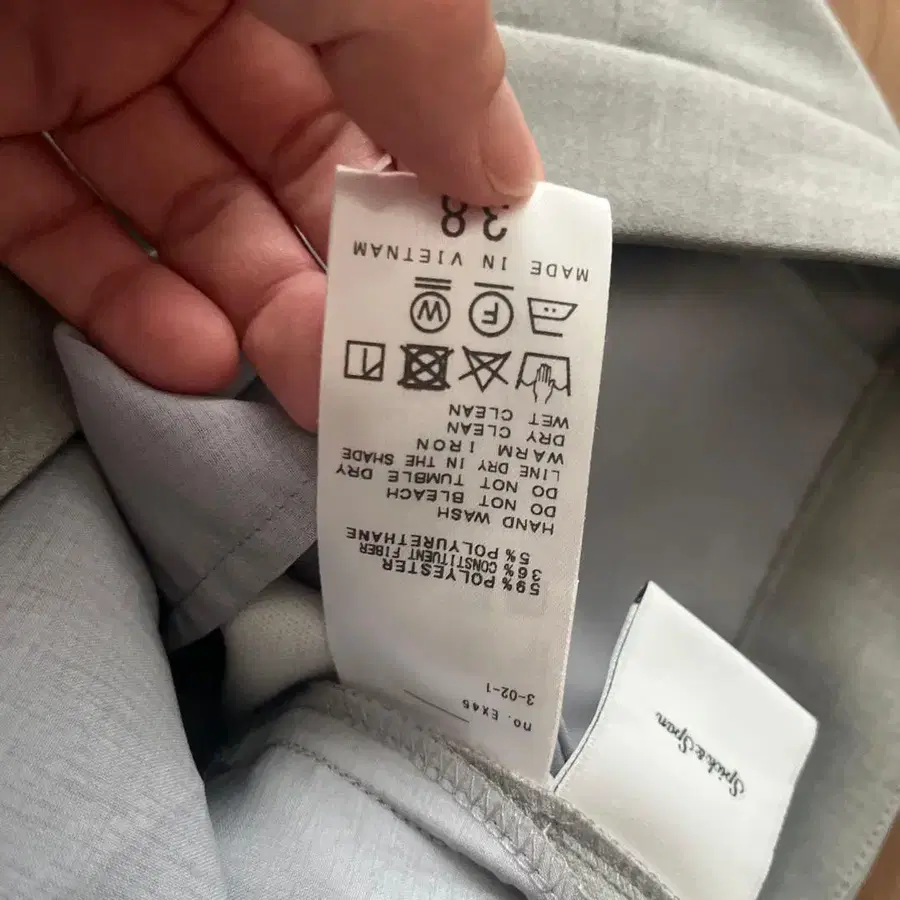 Spick & Span
no. EX45
3-02-1
59% POLYESTER
36% CONSTITUENT FIBER
5% POLYURETHANE
HAND WASH
DO NOT BLEACH
DO NOT TUMBLE DRY
LINE DRY IN THE SHADE
WARM IRON
DRY CLEAN
WET CLEAN
F W
MADE IN VIETNAM
38